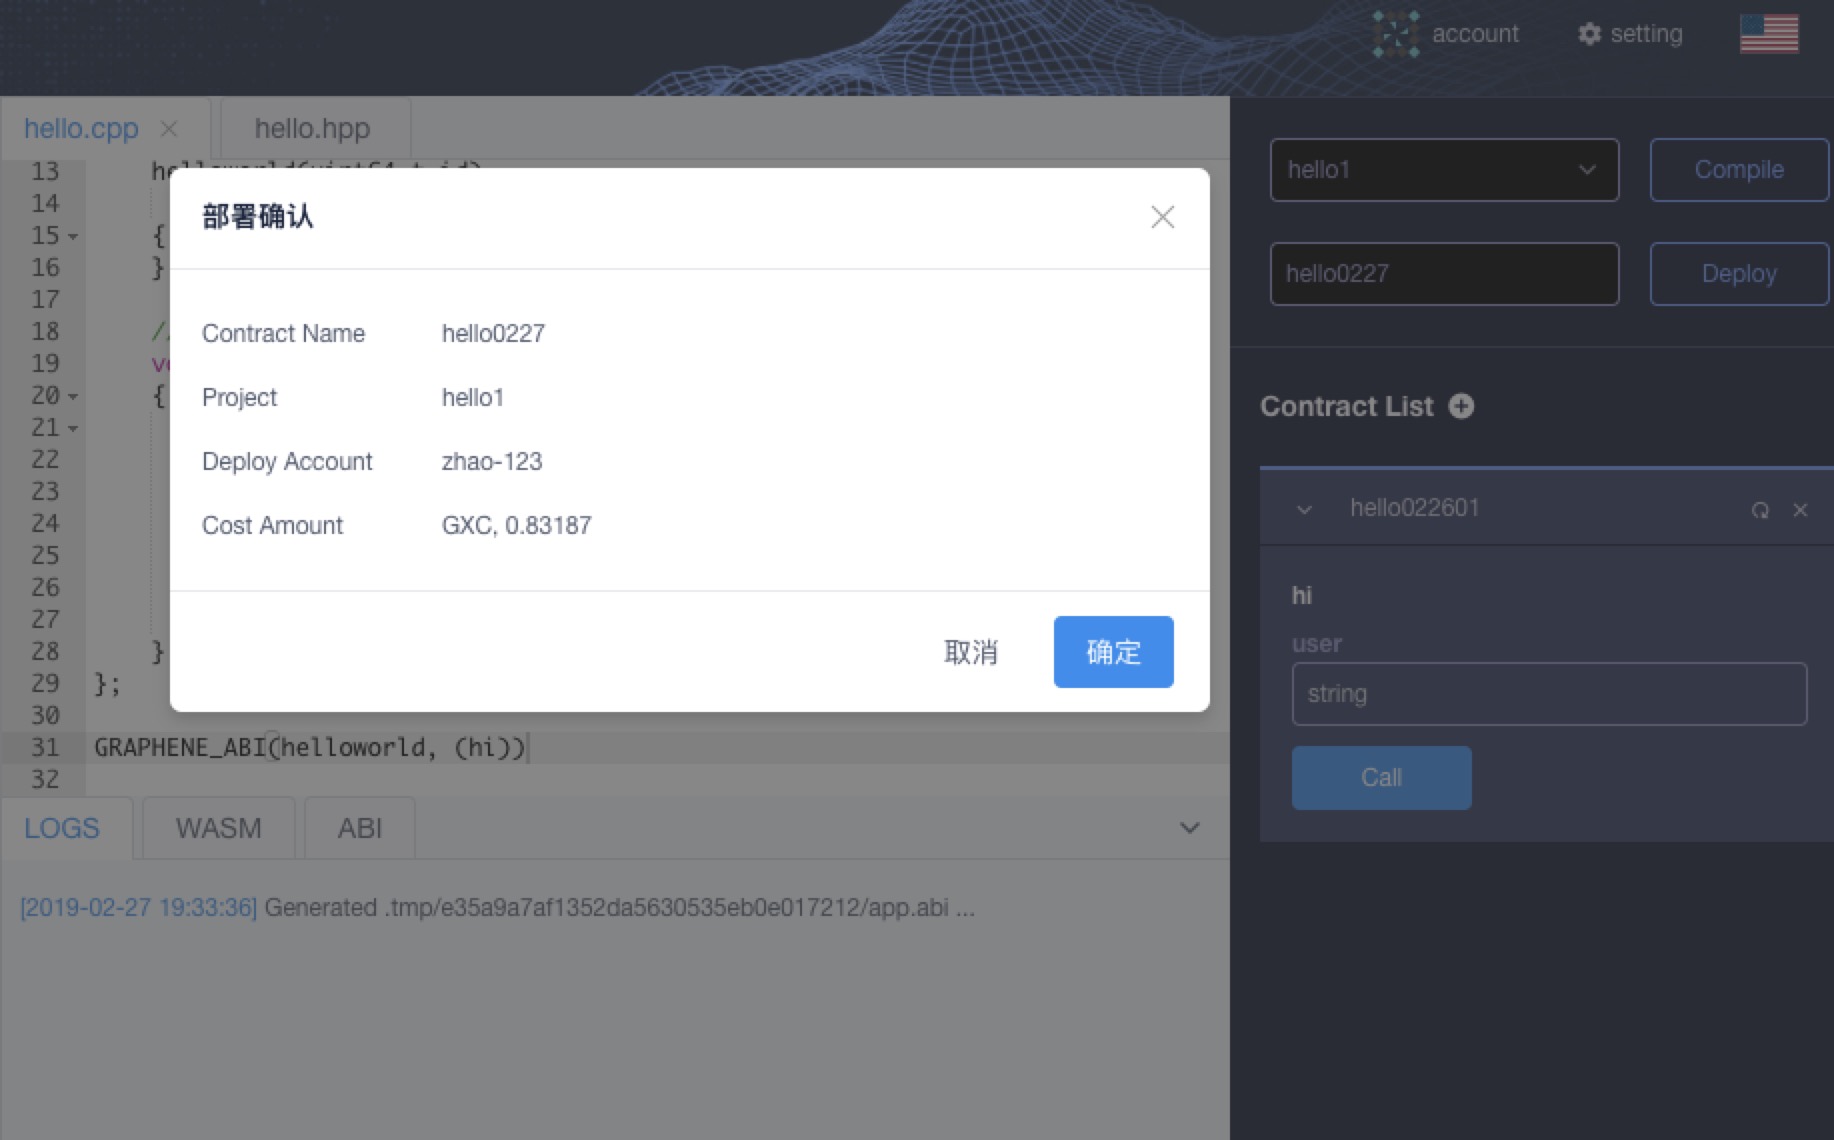 account
setting
hello.cpp
hello.hpp
hello1
Compile
hello0227
Deploy
Contract List
hello022601
hi
user
string
Call
13
14
15 {
16 }
17
18
19
20 {
21
22
23
24
25
26
27
28 }
29 };
30
31 GRAPHENE_ABI(helloworld, (hi))
32
部署确认
Contract Name hello0227
Project hello1
Deploy Account zhao-123
Cost Amount GXC, 0.83187
取消 确定
LOGS WASM ABI
[2019-02-27 19:33:36] Generated .tmp/e35a9a7af1352da5630535eb0e017212/app.abi ...